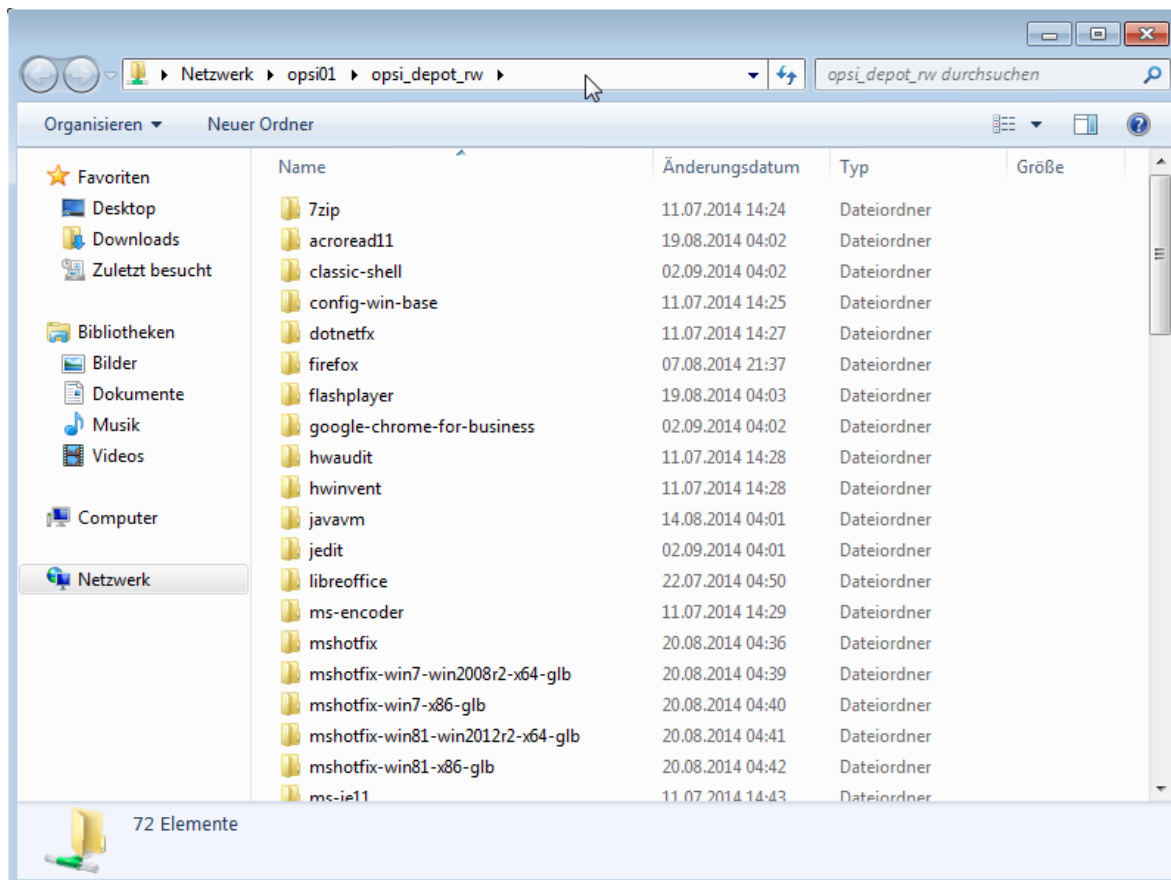 Netzwerk ▸ opsi01 ▸ opsi_depot_rw ▸
opsi_depot_rw durchsuchen
Organisieren Neuer Ordner
Favoriten
Desktop
Downloads
Zuletzt besucht
Bibliotheken
Bilder
Dokumente
Musik
Videos
Computer
Netzwerk
Name Änderungsdatum Typ Größe
7zip 11.07.2014 14:24 Dateiordner
acroread11 19.08.2014 04:02 Dateiordner
classic-shell 02.09.2014 04:02 Dateiordner
config-win-base 11.07.2014 14:25 Dateiordner
dotnetfx 11.07.2014 14:27 Dateiordner
firefox 07.08.2014 21:37 Dateiordner
flashplayer 19.08.2014 04:03 Dateiordner
google-chrome-for-business 02.09.2014 04:02 Dateiordner
hwaudit 11.07.2014 14:28 Dateiordner
hwinvent 11.07.2014 14:28 Dateiordner
javavm 14.08.2014 04:01 Dateiordner
jedit 02.09.2014 04:01 Dateiordner
libreoffice 22.07.2014 04:50 Dateiordner
ms-encoder 11.07.2014 14:29 Dateiordner
mshotfix 20.08.2014 04:36 Dateiordner
mshotfix-win7-win2008r2-x64-glb 20.08.2014 04:39 Dateiordner
mshotfix-win7-x86-glb 20.08.2014 04:40 Dateiordner
mshotfix-win81-win2012r2-x64-glb 20.08.2014 04:41 Dateiordner
mshotfix-win81-x86-glb 20.08.2014 04:42 Dateiordner
ms-ie11 11.07.2014 14:43 Dateiordner
72 Elemente